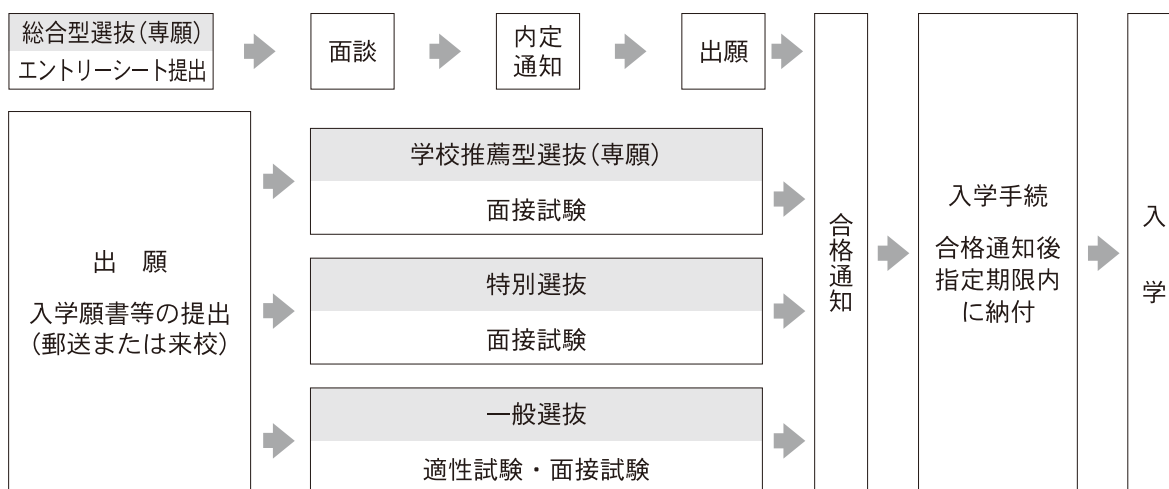 総合型選抜(専願)
エントリーシート提出
面談
内定
通知
出願
出　願
入学願書等の提出
(郵送または来校)
学校推薦型選抜(専願)
面接試験
特別選抜
面接試験
一般選抜
適性試験・面接試験
合格通知
入学手続
合格通知後
指定期限内
に納付
入学